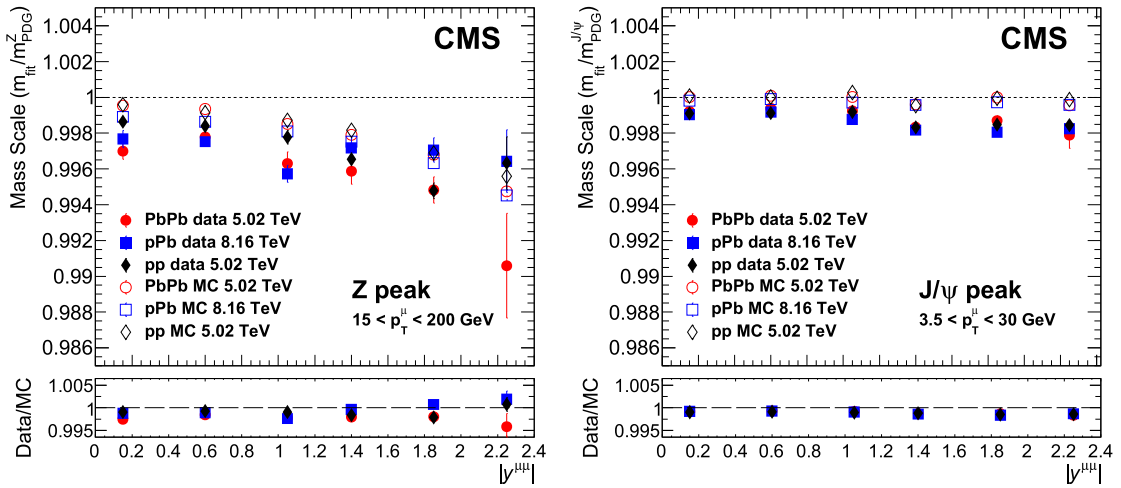 CMS
Mass Scale (m_fit/m^Z_PDG)
1.004
1.002
1
0.998
0.996
0.994
0.992
0.99
0.988
0.986
PbPb data 5.02 TeV
pPb data 8.16 TeV
pp data 5.02 TeV
PbPb MC 5.02 TeV
pPb MC 8.16 TeV
pp MC 5.02 TeV
Z peak
15 < p_T^μ < 200 GeV
Data/MC
1.005
1
0.995
0 0.2 0.4 0.6 0.8 1 1.2 1.4 1.6 1.8 2 2.2 2.4
|y^μμ|
CMS
Mass Scale (m_fit/m^J/ψ_PDG)
1.004
1.002
1
0.998
0.996
0.994
0.992
0.99
0.988
0.986
PbPb data 5.02 TeV
pPb data 8.16 TeV
pp data 5.02 TeV
PbPb MC 5.02 TeV
pPb MC 8.16 TeV
pp MC 5.02 TeV
J/ψ peak
3.5 < p_T^μ < 30 GeV
Data/MC
1.005
1
0.995
0 0.2 0.4 0.6 0.8 1 1.2 1.4 1.6 1.8 2 2.2 2.4
|y^μμ|